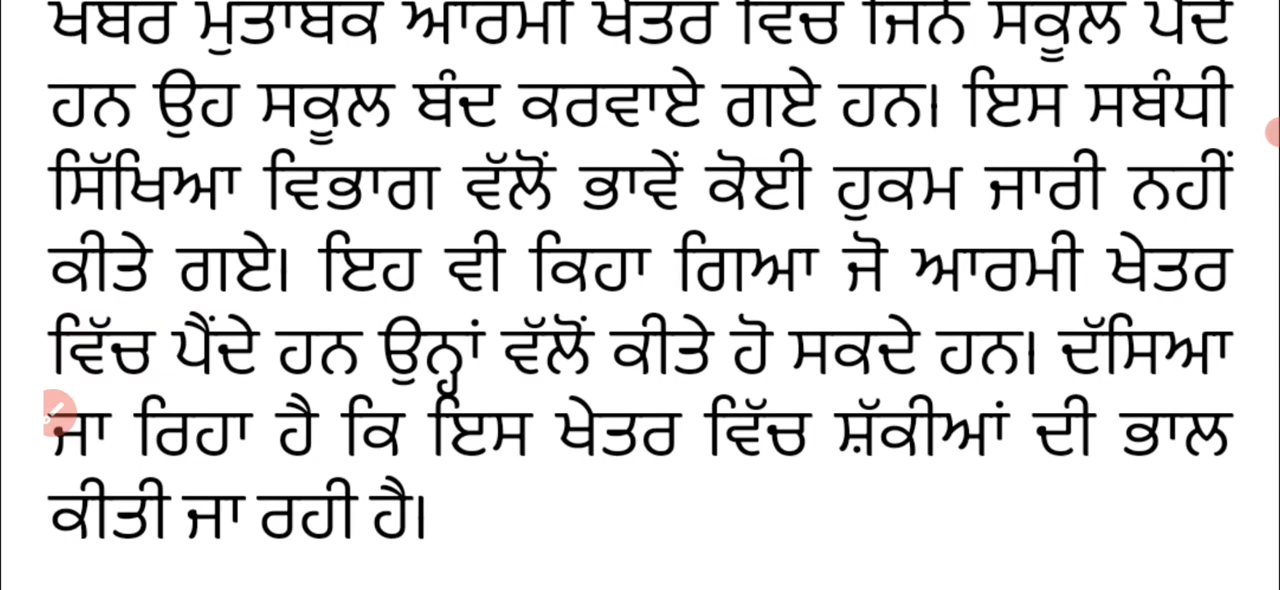 ਖਬਰ ਮੁਤਾਬਕ ਆਰਮੀ ਖੇਤਰ ਵਿੱਚ ਜਿੰਨੇ ਸਕੂਲ ਪੈਂਦੇ
ਹਨ ਉਹ ਸਕੂਲ ਬੰਦ ਕਰਵਾਏ ਗਏ ਹਨ। ਇਸ ਸਬੰਧੀ
ਸਿੱਖਿਆ ਵਿਭਾਗ ਵੱਲੋਂ ਭਾਵੇਂ ਕੋਈ ਹੁਕਮ ਜਾਰੀ ਨਹੀਂ
ਕੀਤੇ ਗਏ। ਇਹ ਵੀ ਕਿਹਾ ਗਿਆ ਜੋ ਆਰਮੀ ਖੇਤਰ
ਵਿੱਚ ਪੈਂਦੇ ਹਨ ਉਨ੍ਹਾਂ ਵੱਲੋਂ ਕੀਤੇ ਹੋ ਸਕਦੇ ਹਨ। ਦੱਸਿਆ
ਜਾ ਰਿਹਾ ਹੈ ਕਿ ਇਸ ਖੇਤਰ ਵਿੱਚ ਸ਼ੱਕੀਆਂ ਦੀ ਭਾਲ
ਕੀਤੀ ਜਾ ਰਹੀ ਹੈ।